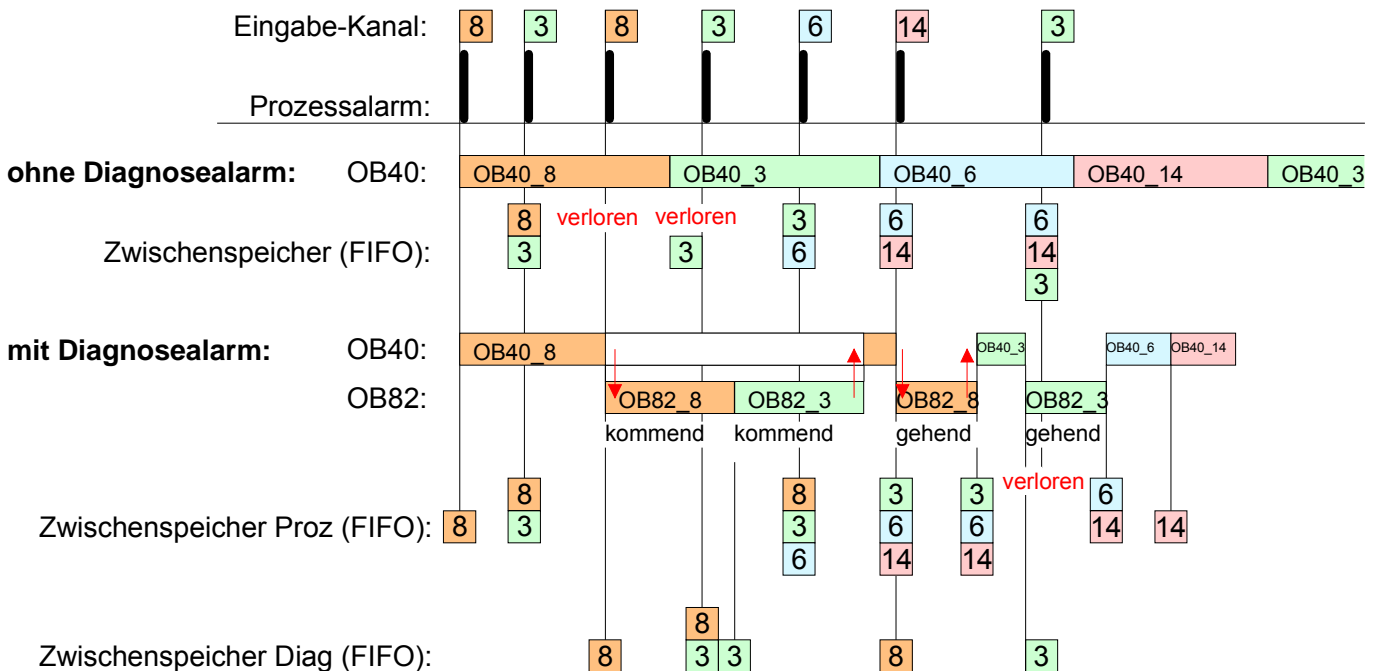 Eingabe-Kanal: 8 3 8 3 6 14 3
Prozessalarm:
ohne Diagnosealarm: OB40: OB40_8 OB40_3 OB40_6 OB40_14 OB40_3
8 verloren verloren 3 6 6
Zwischenspeicher (FIFO): 3 3 6 14 14
3
mit Diagnosealarm: OB40: OB40_8 OB40_3 OB40_6 OB40_14
OB82: OB82_8 OB82_3 OB82_8 OB82_3
kommend kommend gehend gehend
verloren
8 8 3 3 6
Zwischenspeicher Proz (FIFO): 8 3 3 6 6 14 14
6 14 14
8
Zwischenspeicher Diag (FIFO): 8 3 3 8 3